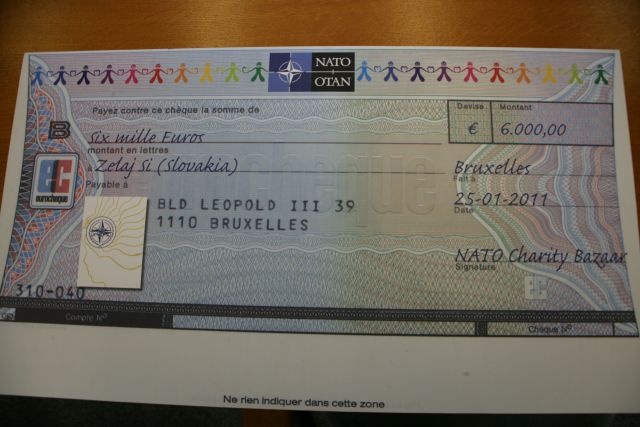 NATO
OTAN
Payez contre ce chèque la somme de
Devise
Montant
€
6.000,00
B
Six mille Euros
montant en lettres
à Zelaj si (Slovakia)
Payable à
eurocheque
Bruxelles
Fait à
BLD LEOPOLD III 39
25-01-2011
Date
1110 BRUXELLES
NATO Charity Bazaar
Signature
310-040
Compte Nº
Chèque Nº
Ne rien indiquer dans cette zone